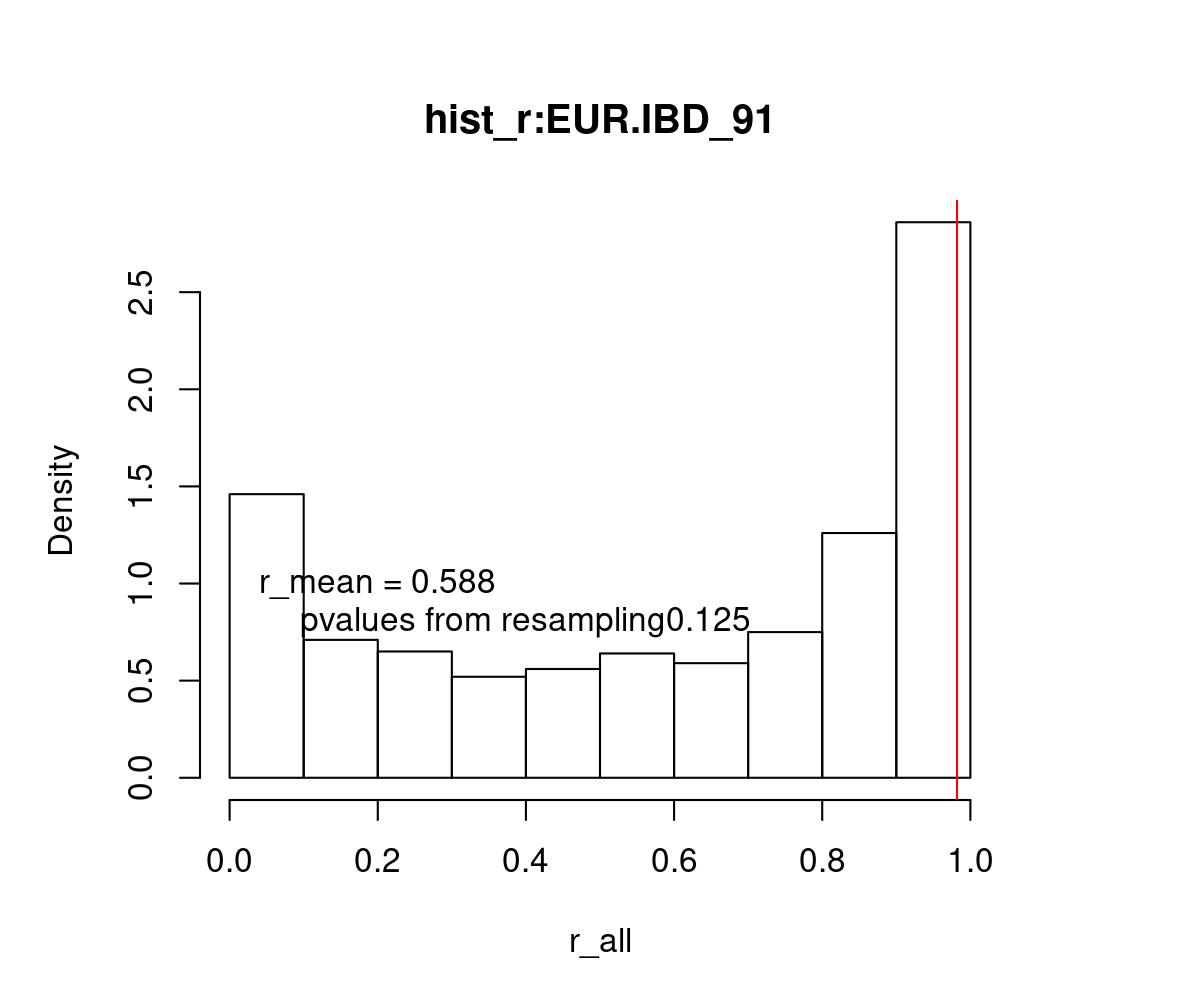 hist_r:EUR.IBD_91
Density
2.5
2.0
1.5
1.0
0.5
0.0
r_mean = 0.588
pvalues from resampling0.125
0.0 0.2 0.4 0.6 0.8 1.0
r_all